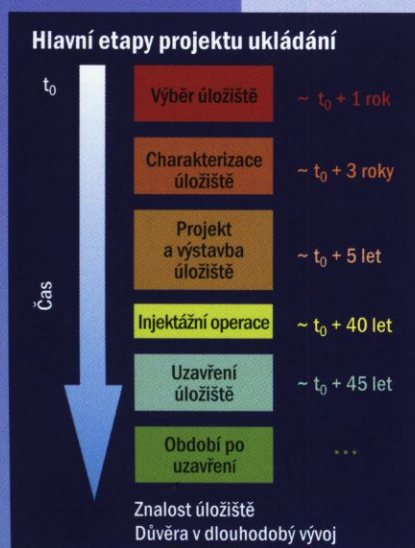 Hlavní etapy projektu ukládání
t₀
Výběr úložiště
~ t₀ + 1 rok
Charakterizace
úložiště
~ t₀ + 3 roky
Projekt
a výstavba
úložiště
~ t₀ + 5 let
Čas
Injektážní operace
~ t₀ + 40 let
Uzavření
úložiště
~ t₀ + 45 let
Období po
uzavření
...
Znalost úložiště
Důvěra v dlouhodobý vývoj